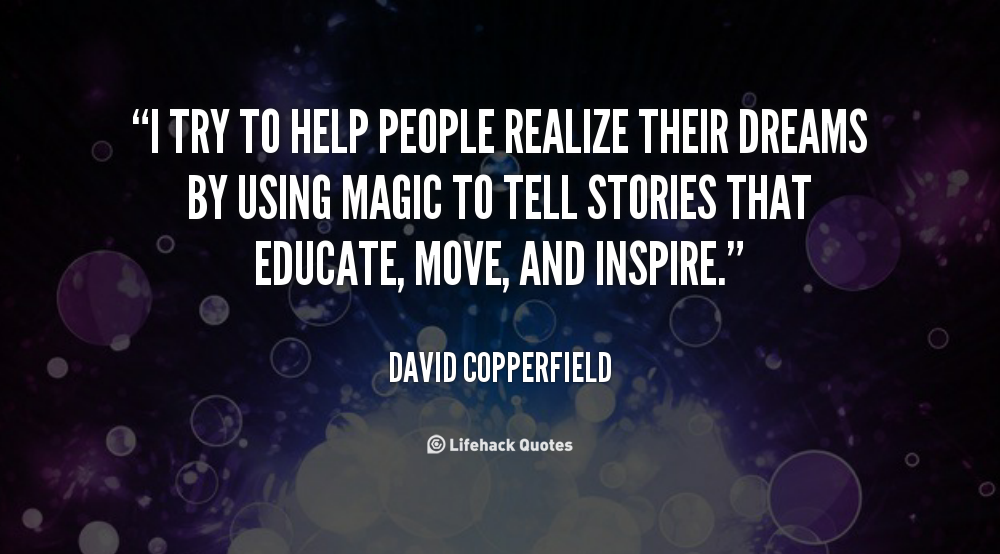 “I TRY TO HELP PEOPLE REALIZE THEIR DREAMS
BY USING MAGIC TO TELL STORIES THAT
EDUCATE, MOVE, AND INSPIRE.”
DAVID COPPERFIELD
Lifehack Quotes